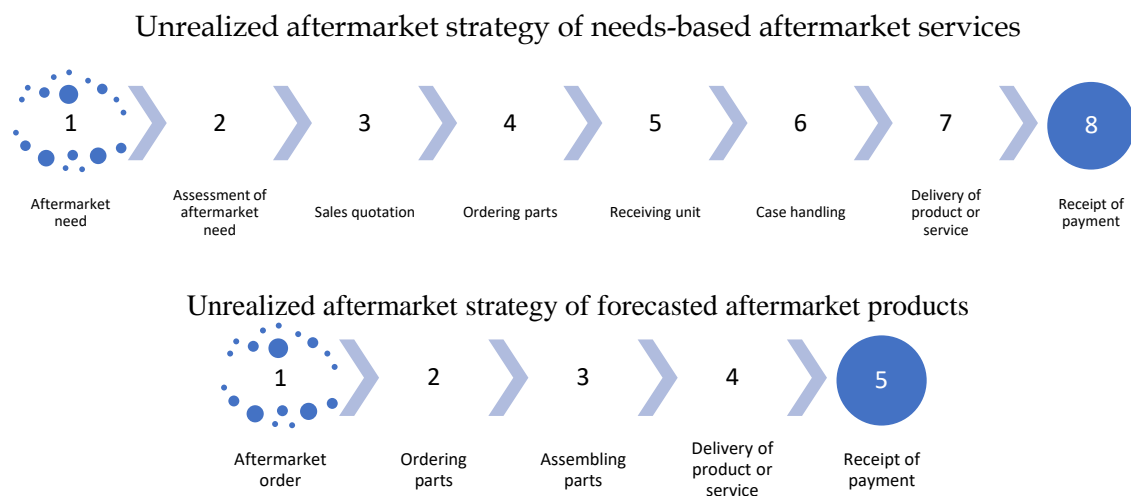 Unrealized aftermarket strategy of needs-based aftermarket services
1
2
3
4
5
6
7
8
Aftermarket
need
Assessment of
aftermarket
need
Sales quotation
Ordering parts
Receiving unit
Case handling
Delivery of
product or
service
Receipt of
payment
Unrealized aftermarket strategy of forecasted aftermarket products
1
2
3
4
5
Aftermarket
order
Ordering
parts
Assembling
parts
Delivery of
product or
service
Receipt of
payment